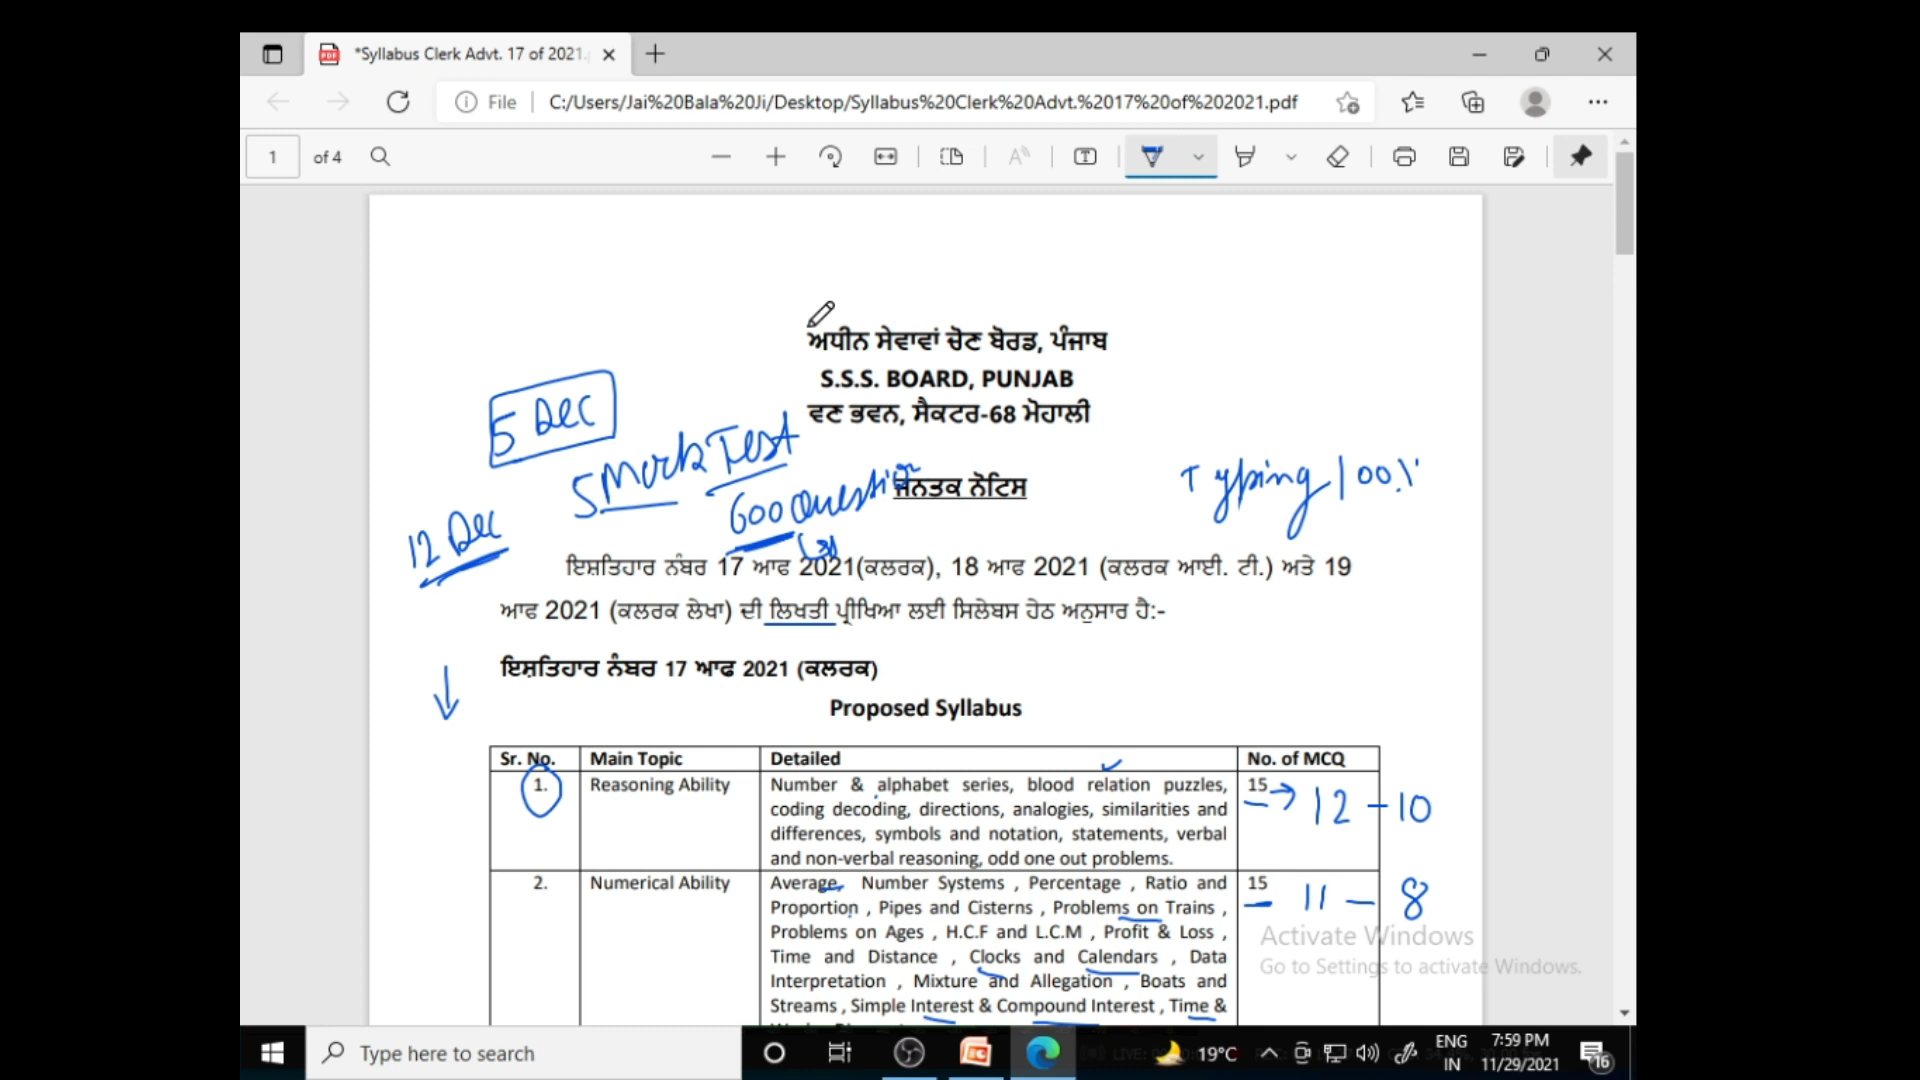 *Syllabus Clerk Advt. 17 of 2021.
File
C:/Users/Jai%20Bala%20Ji/Desktop/Syllabus%20Clerk%20Advt.%2017%20of%202021.pdf
1 of 4
ਅਧੀਨ ਸੇਵਾਵਾਂ ਚੋਣ ਬੋਰਡ, ਪੰਜਾਬ
S.S.S. BOARD, PUNJAB
ਵਣ ਭਵਨ, ਸੈਕਟਰ-68 ਮੋਹਾਲੀ
5 Dec
5 Mock Test
600 Question
ਜਨਤਕ ਨੋਟਿਸ
Typing 100%
12 Dec
ਇਸ਼ਤਿਹਾਰ ਨੰਬਰ 17 ਆਫ 2021(ਕਲਰਕ), 18 ਆਫ 2021 (ਕਲਰਕ ਆਈ. ਟੀ.) ਅਤੇ 19
ਆਫ 2021 (ਕਲਰਕ ਲੇਖਾ) ਦੀ ਲਿਖਤੀ ਪ੍ਰੀਖਿਆ ਲਈ ਸਿਲੇਬਸ ਹੇਠ ਅਨੁਸਾਰ ਹੈ:-
ਇਸ਼ਤਿਹਾਰ ਨੰਬਰ 17 ਆਫ 2021 (ਕਲਰਕ)
Proposed Syllabus
Sr. No. Main Topic Detailed No. of MCQ
1. Reasoning Ability Number & alphabet series, blood relation puzzles, 15 → 12 - 10
coding decoding, directions, analogies, similarities and
differences, symbols and notation, statements, verbal
and non-verbal reasoning, odd one out problems.
2. Numerical Ability Average, Number Systems , Percentage , Ratio and 15 11 - 8
Proportion , Pipes and Cisterns , Problems on Trains ,
Problems on Ages , H.C.F and L.C.M , Profit & Loss ,
Time and Distance , Clocks and Calendars , Data
Interpretation , Mixture and Allegation , Boats and
Streams , Simple Interest & Compound Interest , Time &
Activate Windows
Go to Settings to activate Windows.
Type here to search
19°C
ENG
IN
7:59 PM
11/29/2021
16